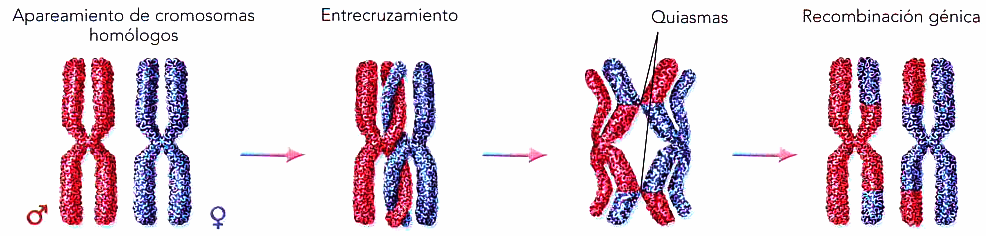 Apareamiento de cromosomas
homólogos
Entrecruzamiento
Quiasmas
Recombinación génica
♂
♀